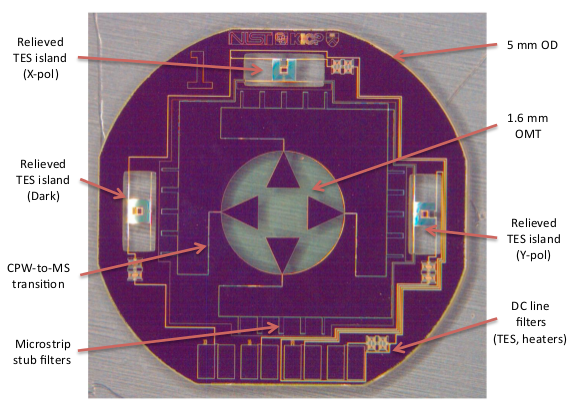 Relieved
TES island
(X-pol)
NIST
KICP
1
5 mm OD
1.6 mm
OMT
Relieved
TES island
(Dark)
Relieved
TES island
(Y-pol)
CPW-to-MS
transition
DC line
filters
(TES, heaters)
Microstrip
stub filters